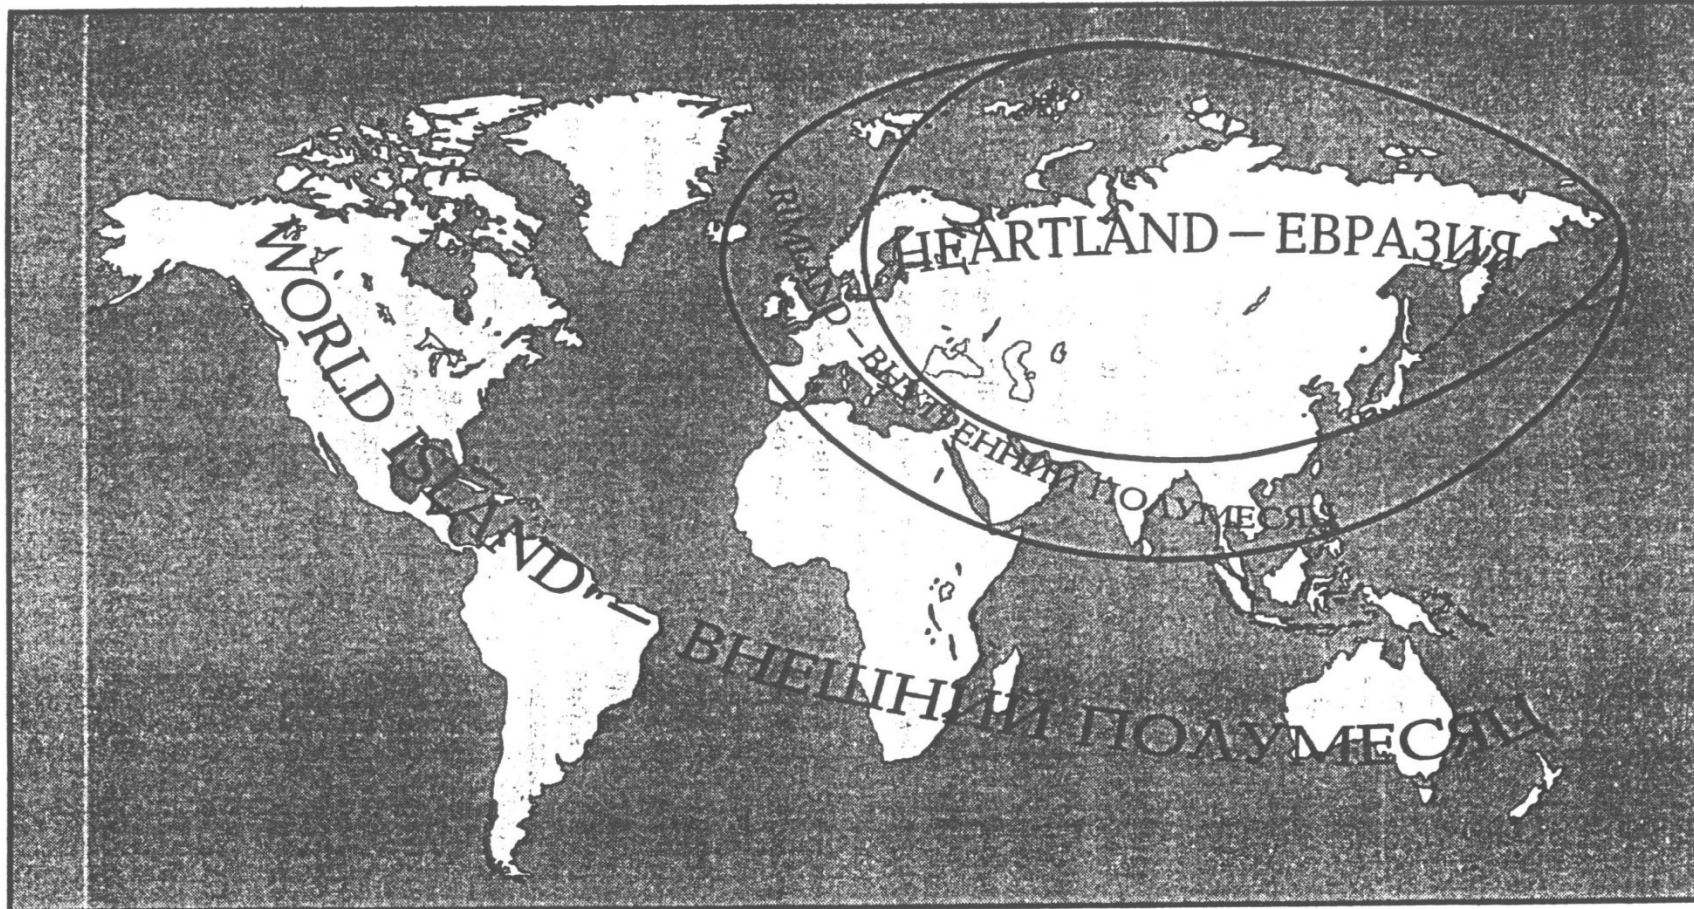 HEARTLAND – ЕВРАЗИЯ
RIMLAND – ВНУТРЕННИЙ ПОЛУМЕСЯЦ
WORLD ISLAND – ВНЕШНИЙ ПОЛУМЕСЯЦ